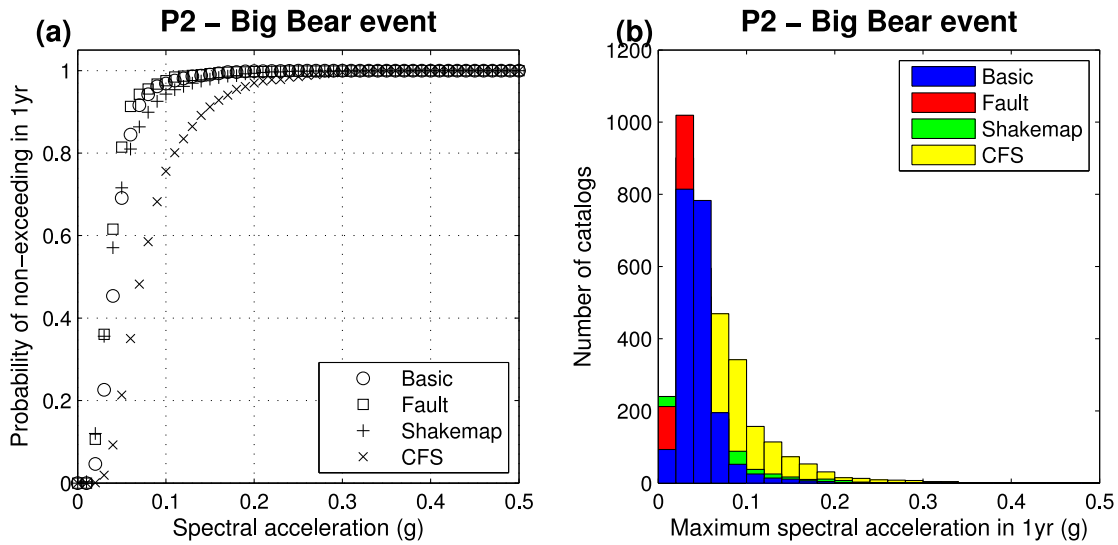 P2 – Big Bear event
(a)
1
0.8
0.6
0.4
0.2
0
0
0.1
0.2
0.3
0.4
0.5
Probability of non−exceeding in 1yr
Spectral acceleration (g)
Basic
Fault
Shakemap
CFS
P2 – Big Bear event
(b)
1200
1000
800
600
400
200
0
0
0.1
0.2
0.3
0.4
0.5
Number of catalogs
Maximum spectral acceleration in 1yr (g)
Basic
Fault
Shakemap
CFS